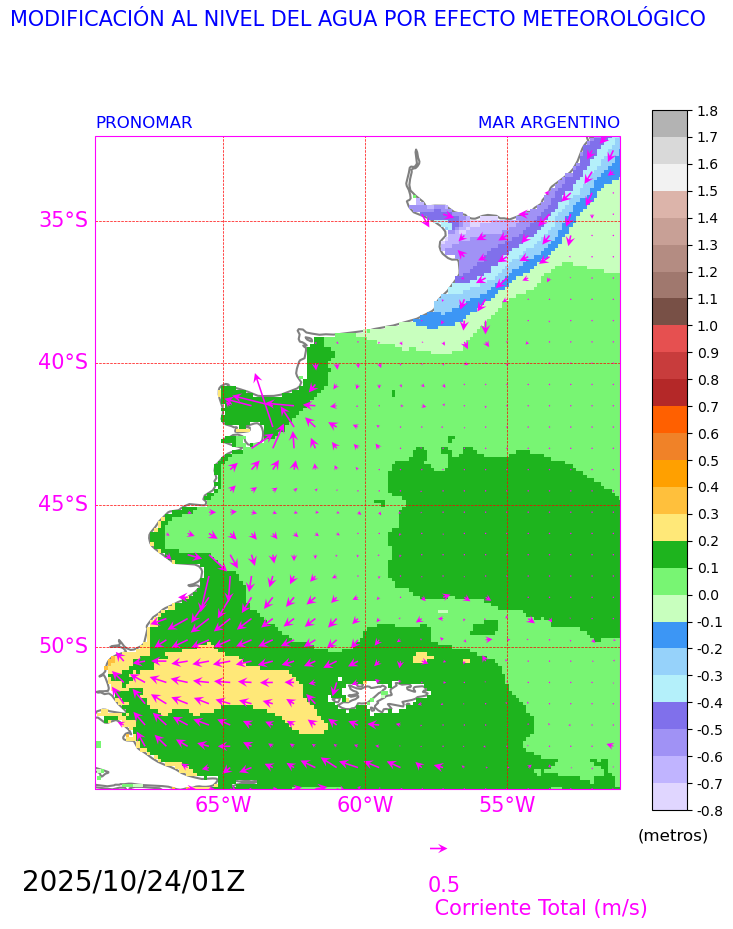 MODIFICACIÓN AL NIVEL DEL AGUA POR EFECTO METEOROLÓGICO
PRONOMAR MAR ARGENTINO
35°S
40°S
45°S
50°S
65°W 60°W 55°W
1.8
1.7
1.6
1.5
1.4
1.3
1.2
1.1
1.0
0.9
0.8
0.7
0.6
0.5
0.4
0.3
0.2
0.1
0.0
-0.1
-0.2
-0.3
-0.4
-0.5
-0.6
-0.7
-0.8
(metros)
2025/10/24/01Z
0.5
Corriente Total (m/s)